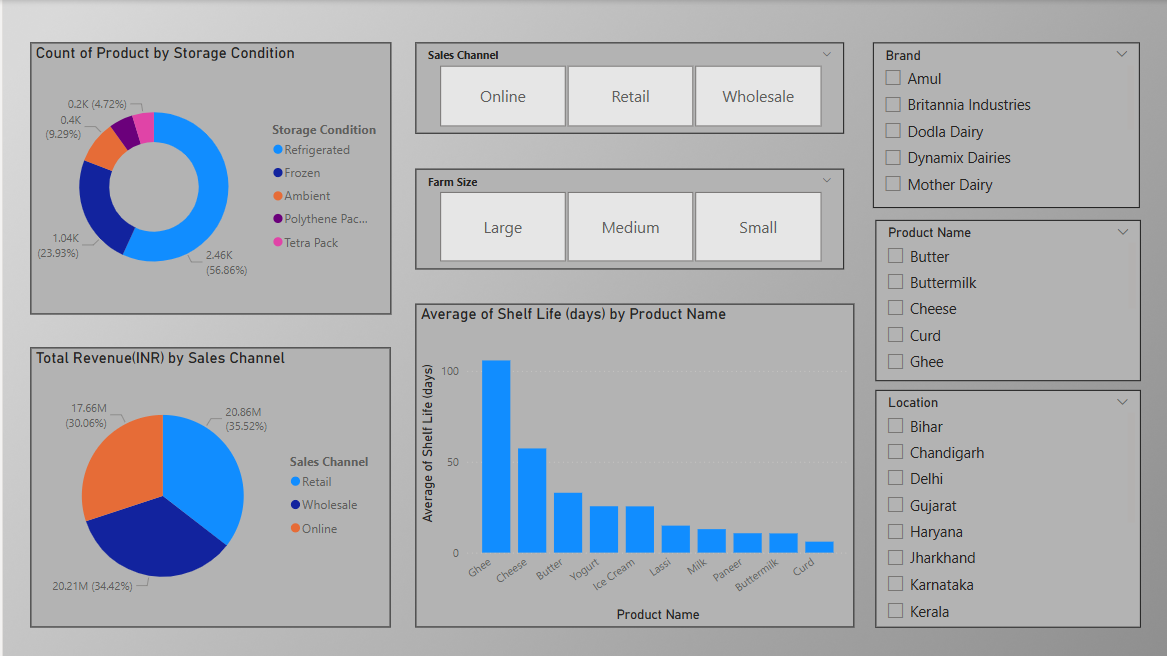 Count of Product by Storage Condition
0.2K (4.72%)
0.4K
(9.29%)
1.04K
(23.93%)
2.46K
(56.86%)
Storage Condition
Refrigerated
Frozen
Ambient
Polythene Pac...
Tetra Pack
Total Revenue(INR) by Sales Channel
17.66M
(30.06%)
20.86M
(35.52%)
20.21M (34.42%)
Sales Channel
Retail
Wholesale
Online
Sales Channel
Online
Retail
Wholesale
Farm Size
Large
Medium
Small
Average of Shelf Life (days) by Product Name
Average of Shelf Life (days)
100
50
0
Ghee
Cheese
Butter
Yogurt
Ice Cream
Lassi
Milk
Paneer
Buttermilk
Curd
Product Name
Brand
Amul
Britannia Industries
Dodla Dairy
Dynamix Dairies
Mother Dairy
Product Name
Butter
Buttermilk
Cheese
Curd
Ghee
Location
Bihar
Chandigarh
Delhi
Gujarat
Haryana
Jharkhand
Karnataka
Kerala